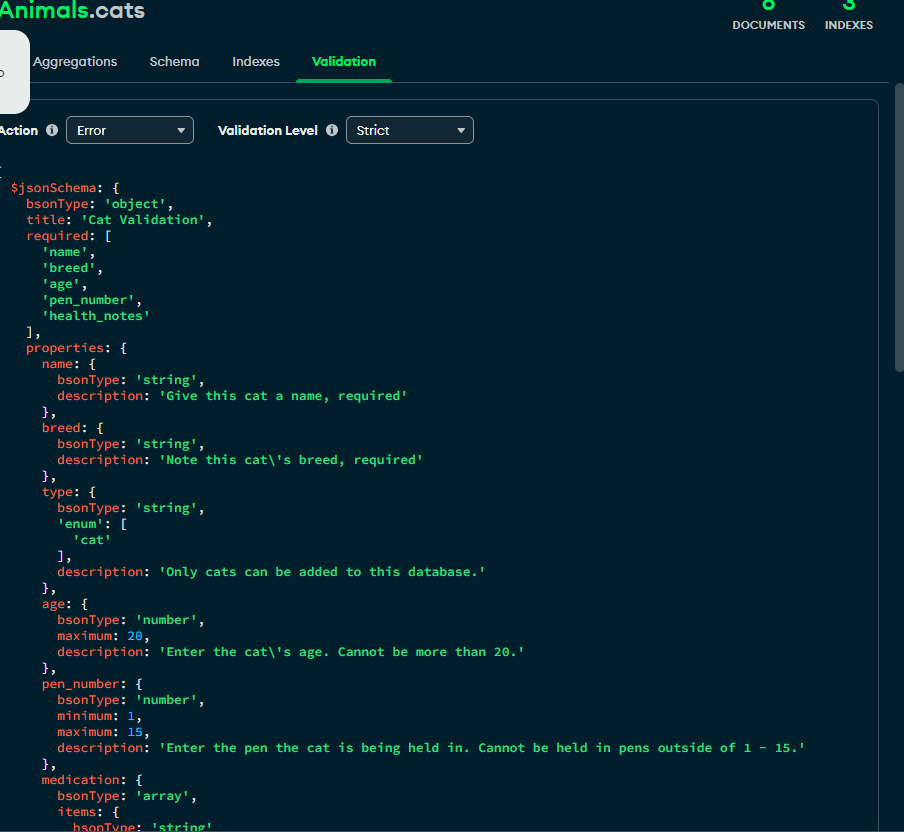 Animals.cats
DOCUMENTS INDEXES
Aggregations Schema Indexes Validation
Action Error Validation Level Strict
$jsonSchema: {
bsonType: 'object',
title: 'Cat Validation',
required: [
'name',
'breed',
'age',
'pen_number',
'health_notes'
],
properties: {
name: {
bsonType: 'string',
description: 'Give this cat a name, required'
},
breed: {
bsonType: 'string',
description: 'Note this cat\'s breed, required'
},
type: {
bsonType: 'string',
'enum': [
'cat'
],
description: 'Only cats can be added to this database.'
},
age: {
bsonType: 'number',
maximum: 20,
description: 'Enter the cat\'s age. Cannot be more than 20.'
},
pen_number: {
bsonType: 'number',
minimum: 1,
maximum: 15,
description: 'Enter the pen the cat is being held in. Cannot be held in pens outside of 1 - 15.'
},
medication: {
bsonType: 'array',
items: {
bsonType: 'string'